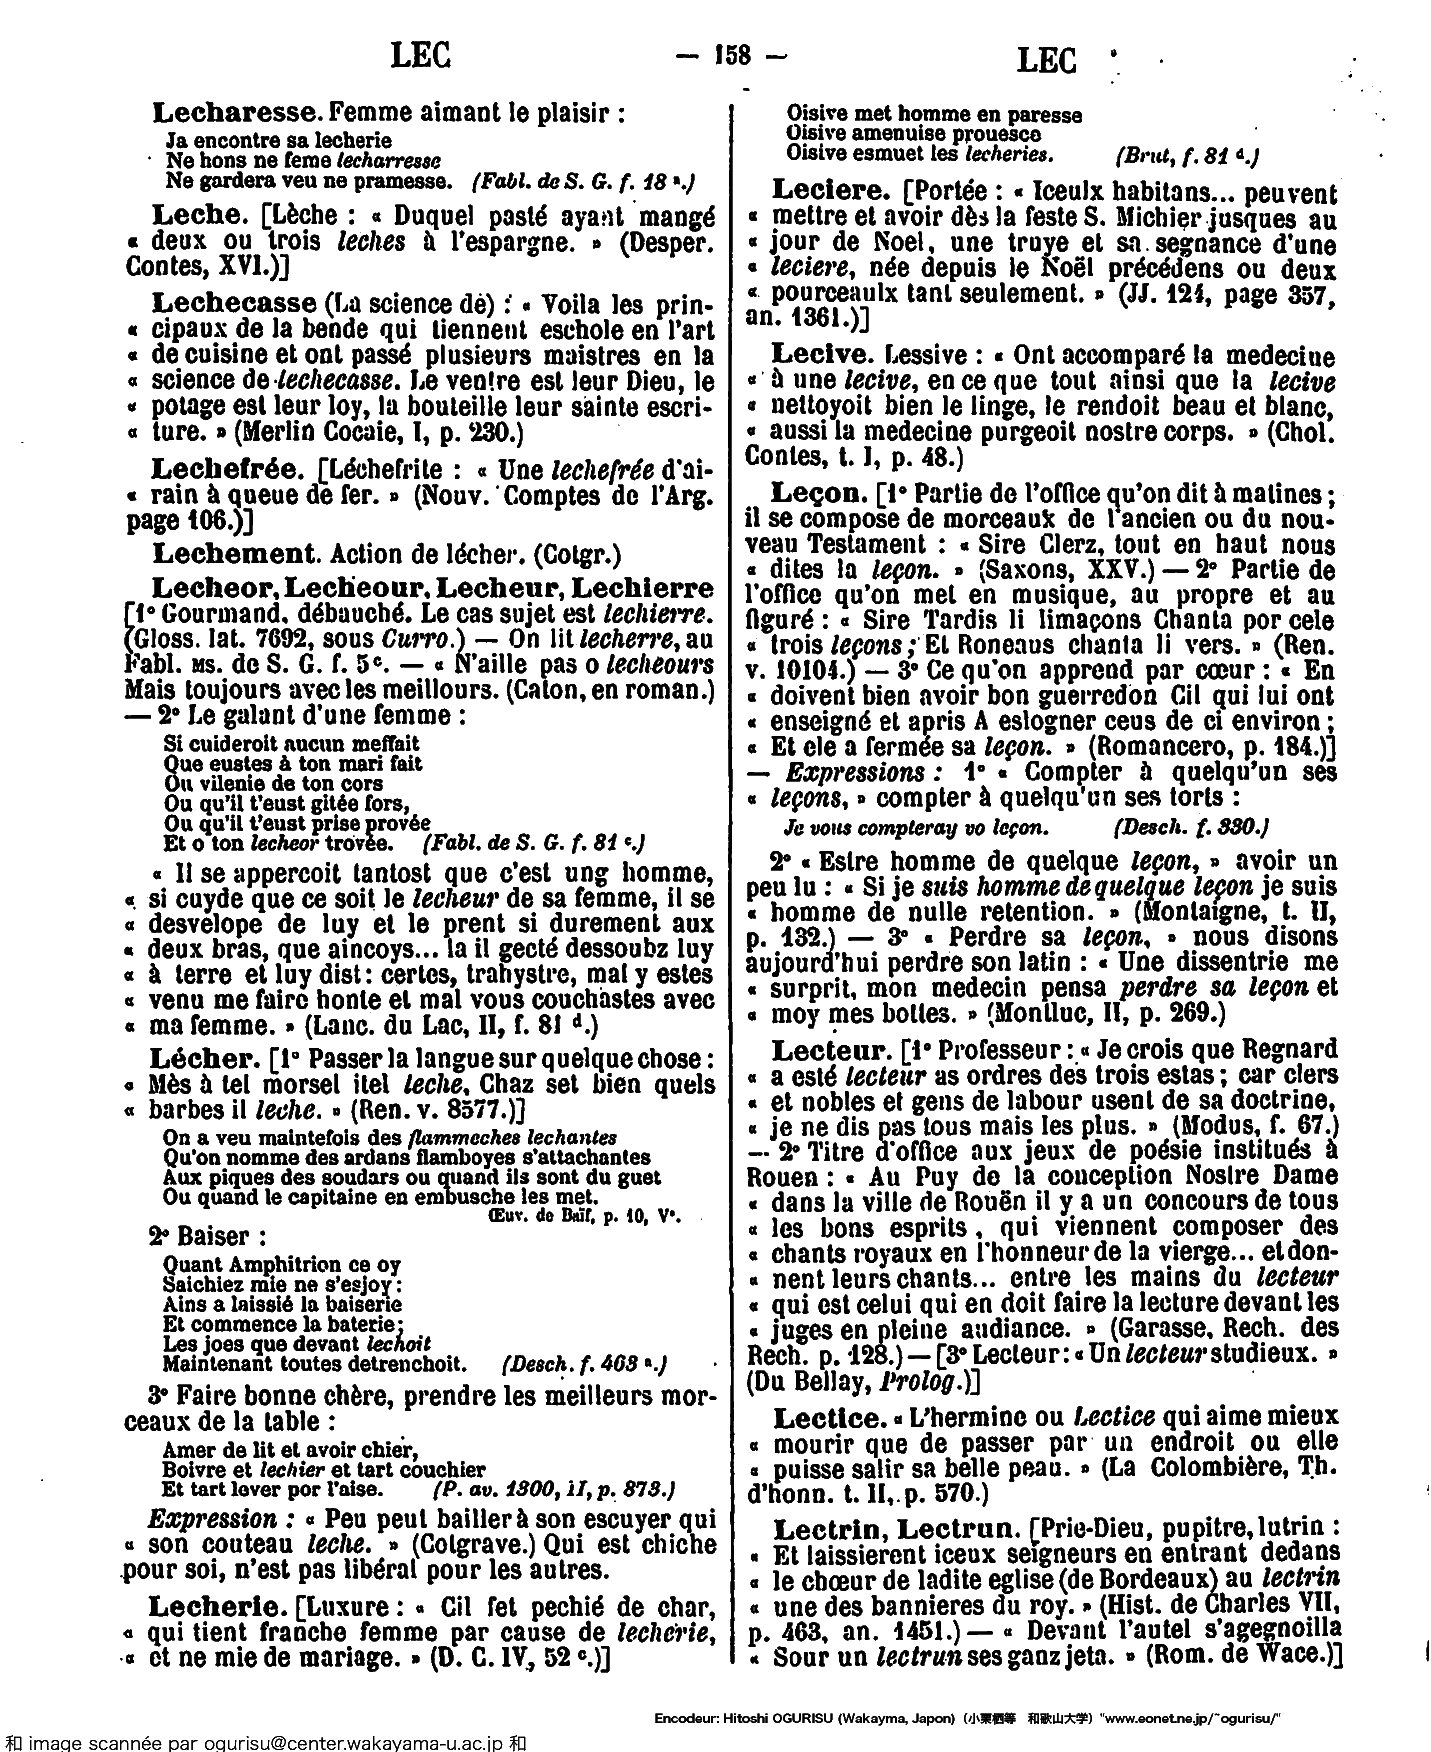 LEC — 158 — LEC
Lecharesse. Femme aimant le plaisir :
Ja encontre sa lecherie
Ne hons ne feme lecharresse
Ne gardera veu ne pramesse. (Fabl. de S. G. f. 18 a.)
Leche. [Lèche : « Duquel pasté ayant mangé
« deux ou trois leches à l'espargne. » (Desper.
Contes, XVI.)]
Lechecasse (La science de) : « Voila les prin-
« cipaux de la bende qui tiennent eschole en l'art
« de cuisine et ont passé plusieurs maistres en la
« science de lechecasse. Le ventre est leur Dieu, le
« potage est leur loy, la bouteille leur sainte escri-
« ture. » (Merlin Cocaie, I, p. 230.)
Lechefrée. [Léchefrite : « Une lechefrée d'ai-
« rain à queue de fer. » (Nouv. Comptes de l'Arg.
page 106.)]
Lechement. Action de lécher. (Cotgr.)
Lecheor, Lecheour, Lecheur, Lechierre
[1° Gourmand, débauché. Le cas sujet est lechierre.
(Gloss. lat. 7692, sous Curro.) — On lit lecherre, au
Fabl. MS. de S. G. f. 5 c. — « N'aille pas o lecheours
Mais toujours avec les meillours. (Caton, en roman.)
— 2° Le galant d'une femme :
Si cuideroit aucun meffait
Que eustes à ton mari fait
Ou vilenie de ton cors
Ou qu'il t'eust gitée fors,
Ou qu'il t'eust prise provée
Et o ton lecheor trovée. (Fabl. de S. G. f. 81 c.)
« Il se appercoit tantost que c'est ung homme,
« si cuyde que ce soit le lecheur de sa femme, il se
« desvelope de luy et le prent si durement aux
« deux bras, que aincoys... la il gecté dessoubz luy
« à terre et luy dist : certes, trahystre, mal y estes
« venu me faire honte et mal vous couchastes avec
« ma femme. » (Lanc. du Lac, II, f. 81 d.)
Lécher. [1° Passer la langue sur quelque chose :
« Mès à tel morsel itel leche, Chaz set bien quels
« barbes il leche. » (Ren. v. 8577.)]
On a veu maintefois des flammeches lechantes
Qu'on nomme des ardans flamboyes s'attachantes
Aux piques des soudars ou quand ils sont du guet
Ou quand le capitaine en embusche les met.
Œuv. de Baïf, p. 10, V°.
2° Baiser :
Quant Amphitrion ce oy
Saichiez mie ne s'esjoy :
Ains a laissié la baiserie
Et commence la baterie ;
Les joes que devant lechoit
Maintenant toutes detrenchoit. (Desch. f. 403 a.)
3° Faire bonne chère, prendre les meilleurs mor-
ceaux de la table :
Amer de lit et avoir chier,
Boivre et lechier et tart couchier
Et tart lever por l'aise. (P. av. 1300, II, p. 873.)
Expression : « Peu peut bailler à son escuyer qui
« son couteau leche. » (Cotgrave.) Qui est chiche
pour soi, n'est pas libéral pour les autres.
Lecherie. [Luxure : « Cil fet pechié de char,
« qui tient franche femme par cause de lecherie,
« et ne mie de mariage. » (D. C. IV, 52 c.)]
Oisive met homme en paresse
Oisive amenuise prouesce
Oisive esmuet les lecheries. (Brut, f. 81 d.)
Leciere. [Portée : « Iceulx habitans... peuvent
« mettre et avoir dès la feste S. Michier jusques au
« jour de Noel, une truye et sa segnance d'une
« leciere, née depuis le Noël précédens ou deux
« pourceaulx tant seulement. » (JJ. 124, page 357,
an. 1361.)]
Lecive. Lessive : « Ont accomparé la medecine
« à une lecive, en ce que tout ainsi que la lecive
« nettoyoit bien le linge, le rendoit beau et blanc,
« aussi la medecine purgeoit nostre corps. » (Chol.
Contes, t. I, p. 48.)
Leçon. [1° Partie de l'office qu'on dit à matines ;
il se compose de morceaux de l'ancien ou du nou-
veau Testament : « Sire Clerz, tout en haut nous
« dites la leçon. » (Saxons, XXV.) — 2° Partie de
l'office qu'on met en musique, au propre et au
figuré : « Sire Tardis li limaçons Chanta por cele
« trois leçons ; Et Roneaus chanta li vers. » (Ren.
v. 10104.) — 3° Ce qu'on apprend par cœur : « En
« doivent bien avoir bon guerredon Cil qui lui ont
« enseigné et apris A eslogner ceus de ci environ ;
« Et ele a fermée sa leçon. » (Romancero, p. 184.)]
— Expressions : 1° « Compter à quelqu'un ses
« leçons, » compter à quelqu'un ses torts :
Je vous compteray vo leçon. (Desch. f. 330.)
2° « Estre homme de quelque leçon, » avoir un
peu lu : « Si je suis homme de quelque leçon je suis
« homme de nulle retention. » (Montaigne, t. II,
p. 132.) — 3° « Perdre sa leçon, » nous disons
aujourd'hui perdre son latin : « Une dissentrie me
« surprit, mon medecin pensa perdre sa leçon et
« moy mes bottes. » (Montluc, II, p. 269.)
Lecteur. [1° Professeur : « Je crois que Regnard
« a esté lecteur as ordres des trois estas ; car clers
« et nobles et gens de labour usent de sa doctrine,
« je ne dis pas tous mais les plus. » (Modus, f. 67.)
— 2° Titre d'office aux jeux de poésie institués à
Rouen : « Au Puy de la conception Nostre Dame
« dans la ville de Rouën il y a un concours de tous
« les bons esprits, qui viennent composer des
« chants royaux en l'honneur de la vierge... et don-
« nent leurs chants... entre les mains du lecteur
« qui est celui qui en doit faire la lecture devant les
« juges en pleine audiance. » (Garasse, Rech. des
Rech. p. 128.) — [3° Lecteur : « Un lecteur studieux. »
(Du Bellay, Prolog.)]
Lectice. « L'hermine ou Lectice qui aime mieux
« mourir que de passer par un endroit ou elle
« puisse salir sa belle peau. » (La Colombière, Th.
d'honn. t. II, p. 570.)
Lectrin, Lectrun. [Prie-Dieu, pupitre, lutrin :
« Et laissierent iceux seigneurs en entrant dedans
« le chœur de ladite eglise (de Bordeaux) au lectrin
« une des bannieres du roy. » (Hist. de Charles VII,
p. 463, an. 1451.) — « Devant l'autel s'agegnoilla
« Sour un lectrun ses ganz jeta. » (Rom. de Wace.)]
Encodeur: Hitoshi OGURISU (Wakayma, Japon) (小栗栖等 和歌山大学) "www.eonet.ne.jp/~ogurisu/"
和 image scannée par ogurisu@center.wakayama-u.ac.jp 和